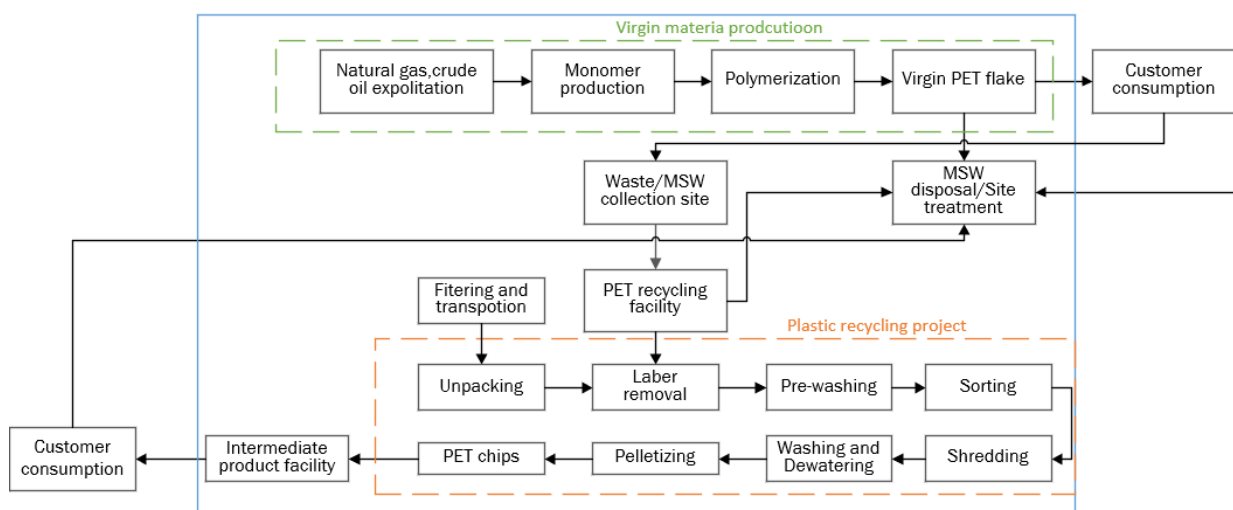 Virgin materia prodcutioon
Natural gas,crude
oil expolitation
Monomer
production
Polymerization
Virgin PET flake
Customer
consumption
Waste/MSW
collection site
MSW
disposal/Site
treatment
Fitering and
transpotion
PET recycling
facility
Plastic recycling project
Unpacking
Laber
removal
Pre-washing
Sorting
Customer
consumption
Intermediate
product facility
PET chips
Pelletizing
Washing and
Dewatering
Shredding